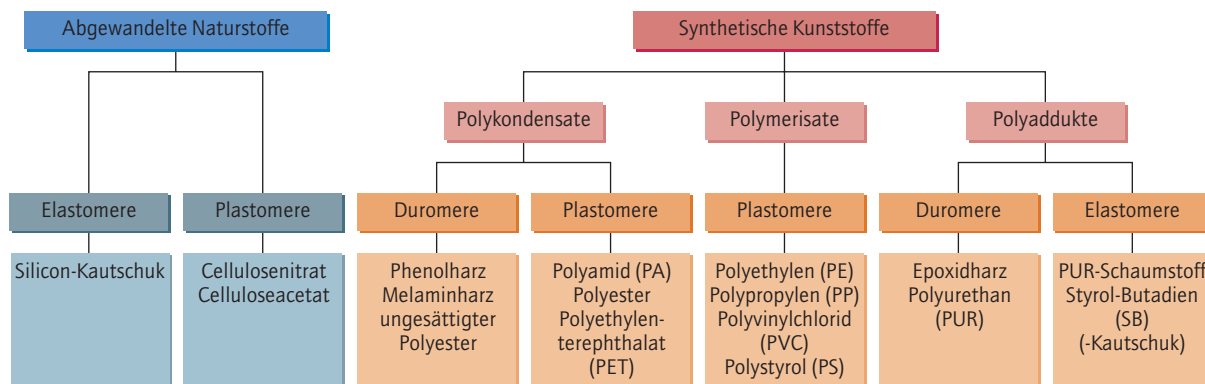 Abgewandelte Naturstoffe
Synthetische Kunststoffe
Polykondensate
Polymerisate
Polyaddukte
Elastomere
Plastomere
Duromere
Plastomere
Plastomere
Duromere
Elastomere
Silicon-Kautschuk
Cellulosenitrat
Celluloseacetat
Phenolharz
Melaminharz
ungesättigter
Polyester
Polyamid (PA)
Polyester
Polyethylen-
terephthalat
(PET)
Polyethylen (PE)
Polypropylen (PP)
Polyvinylchlorid
(PVC)
Polystyrol (PS)
Epoxidharz
Polyurethan
(PUR)
PUR-Schaumstoff
Styrol-Butadien
(SB)
(-Kautschuk)